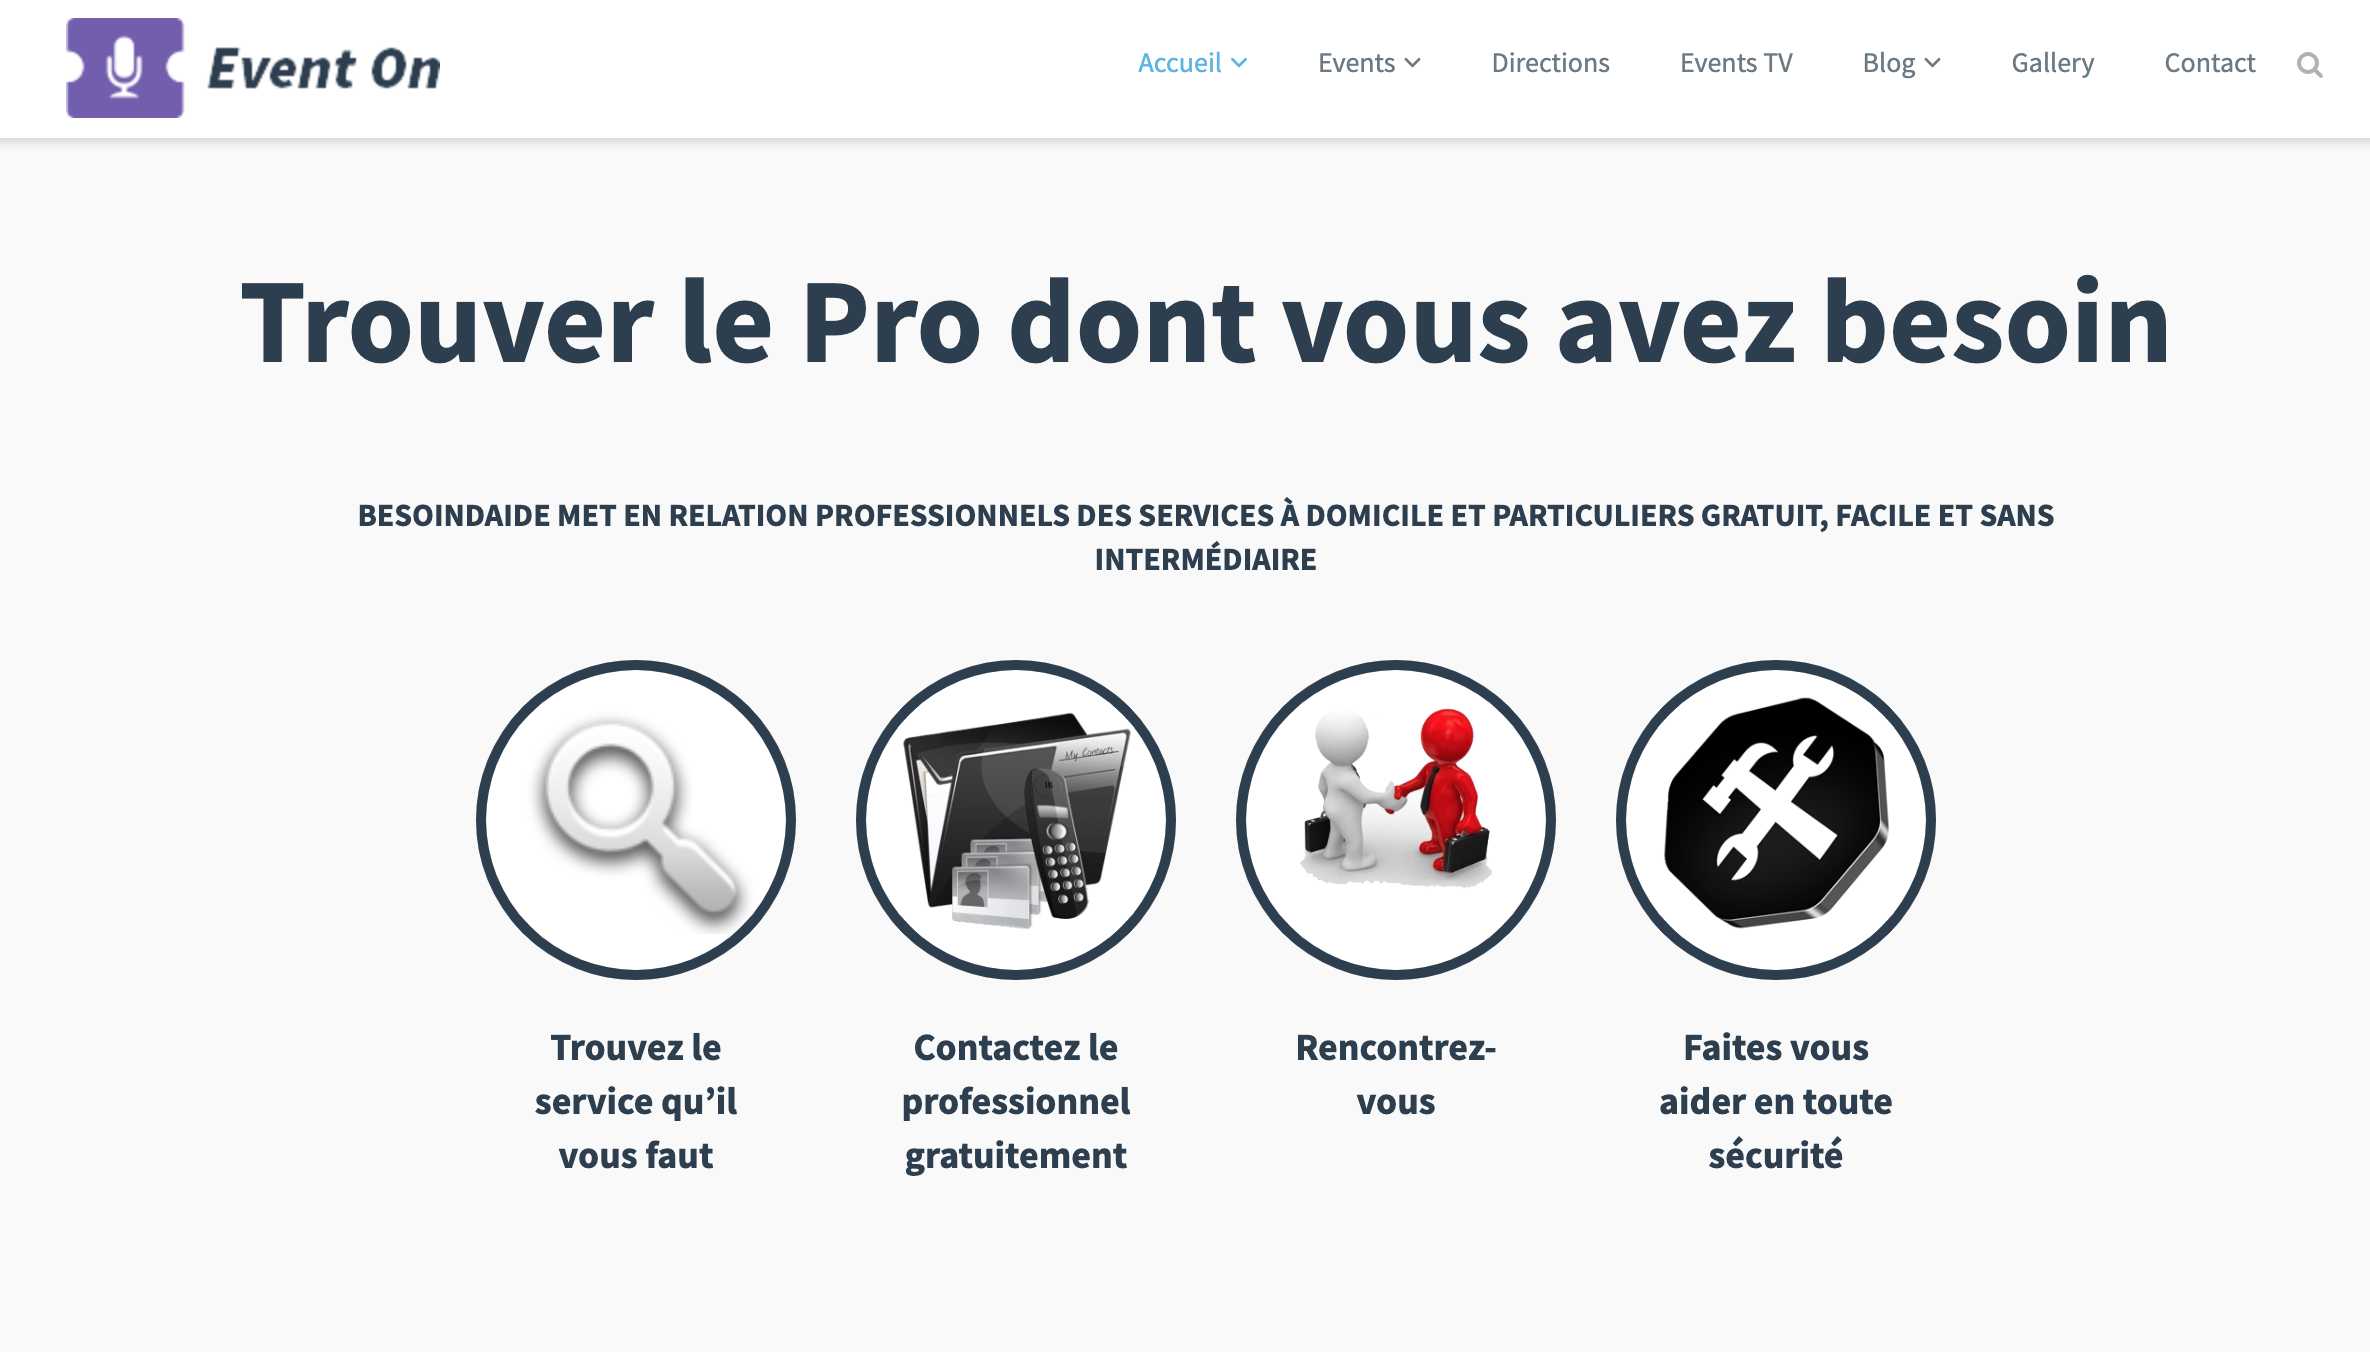 Event On
Accueil Events Directions Events TV Blog Gallery Contact
Trouver le Pro dont vous avez besoin
BESOINDAIDE MET EN RELATION PROFESSIONNELS DES SERVICES À DOMICILE ET PARTICULIERS GRATUIT, FACILE ET SANS
INTERMÉDIAIRE
My Contacts
Trouvez le
service qu’il
vous faut
Contactez le
professionnel
gratuitement
Rencontrez-
vous
Faites vous
aider en toute
sécurité